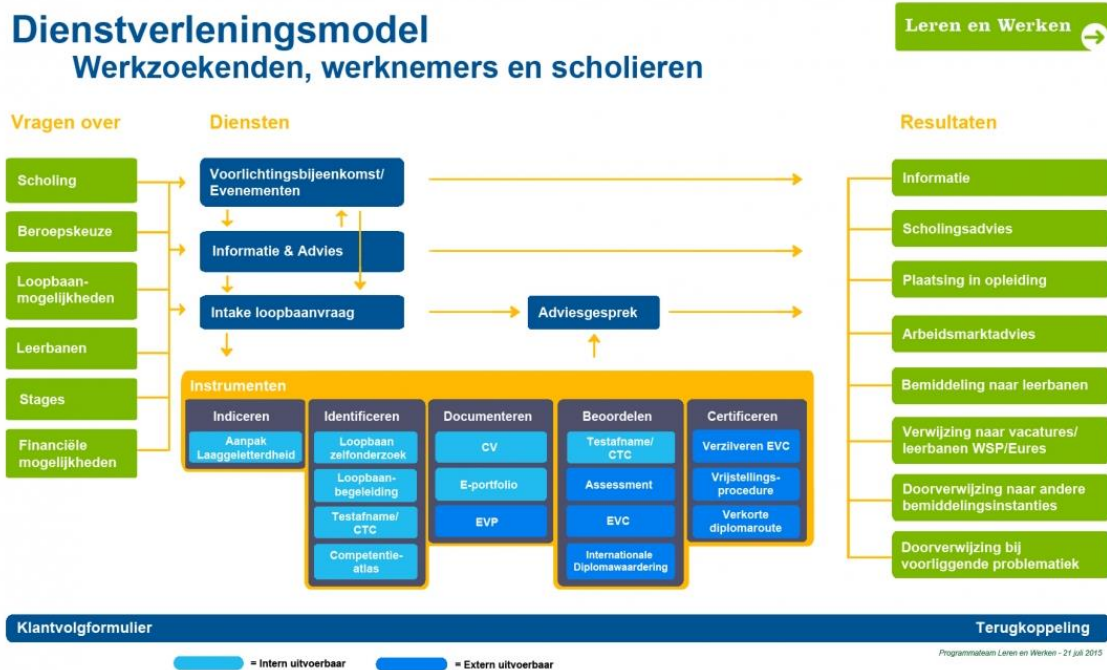 Dienstverleningsmodel
Werkzoekenden, werknemers en scholieren
Leren en Werken
Vragen over
Scholing
Beroepskeuze
Loopbaan-
mogelijkheden
Leerbanen
Stages
Financiële
mogelijkheden
Diensten
Voorlichtingsbijeenkomst/
Evenementen
Informatie & Advies
Intake loopbaanvraag
Adviesgesprek
Instrumenten
Indiceren
Aanpak
Laaggeletterdheid
Identificeren
Loopbaan
zelfonderzoek
Loopbaan-
begeleiding
Testafname/
CTC
Competentie-
atlas
Documenteren
CV
E-portfolio
EVP
Beoordelen
Testafname/
CTC
Assessment
EVC
Internationale
Diplomawaardering
Certificeren
Verzilveren EVC
Vrijstellings-
procedure
Verkorte
diplomaroute
Resultaten
Informatie
Scholingsadvies
Plaatsing in opleiding
Arbeidsmarktadvies
Bemiddeling naar leerbanen
Verwijzing naar vacatures/
leerbanen WSP/Eures
Doorverwijzing naar andere
bemiddelingsinstanties
Doorverwijzing bij
voorliggende problematiek
Klantvolgformulier
Terugkoppeling
Programmateam Leren en Werken - 21 juli 2015
= Intern uitvoerbaar
= Extern uitvoerbaar